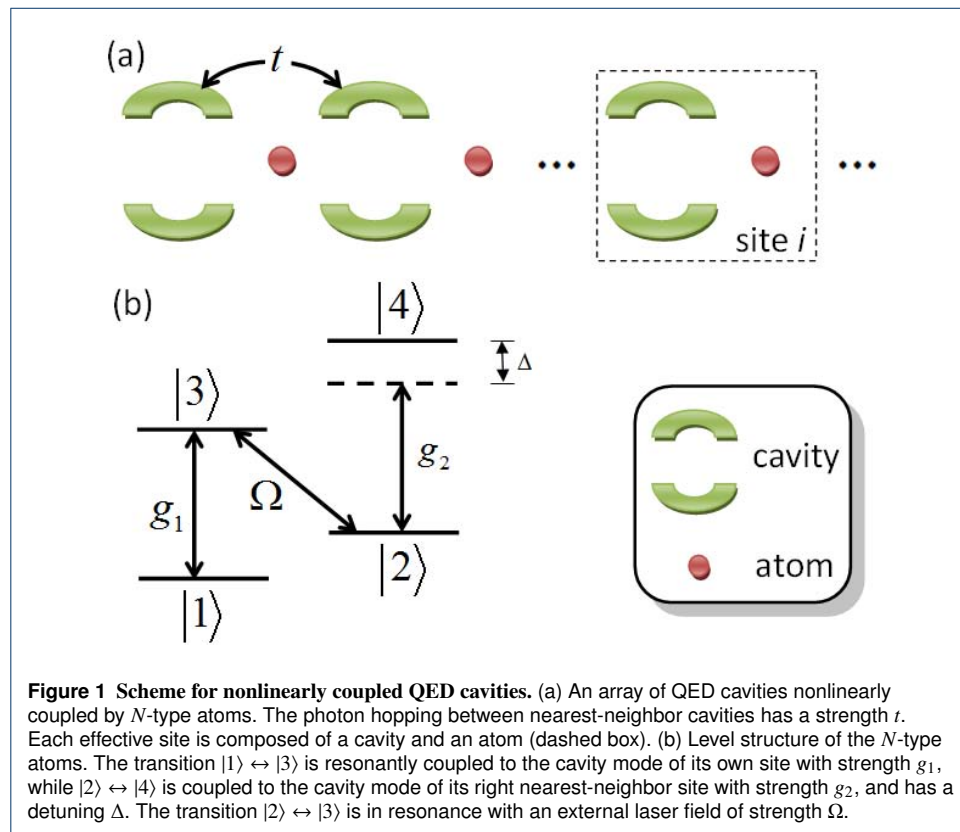 (a)
t
...
...
site i
(b)
|4⟩
Δ
|3⟩
g₂
cavity
Ω
g₁
|2⟩
atom
|1⟩
Figure 1 Scheme for nonlinearly coupled QED cavities. (a) An array of QED cavities nonlinearly
coupled by N-type atoms. The photon hopping between nearest-neighbor cavities has a strength t.
Each effective site is composed of a cavity and an atom (dashed box). (b) Level structure of the N-type
atoms. The transition |1⟩ ↔ |3⟩ is resonantly coupled to the cavity mode of its own site with strength g₁,
while |2⟩ ↔ |4⟩ is coupled to the cavity mode of its right nearest-neighbor site with strength g₂, and has a
detuning Δ. The transition |2⟩ ↔ |3⟩ is in resonance with an external laser field of strength Ω.